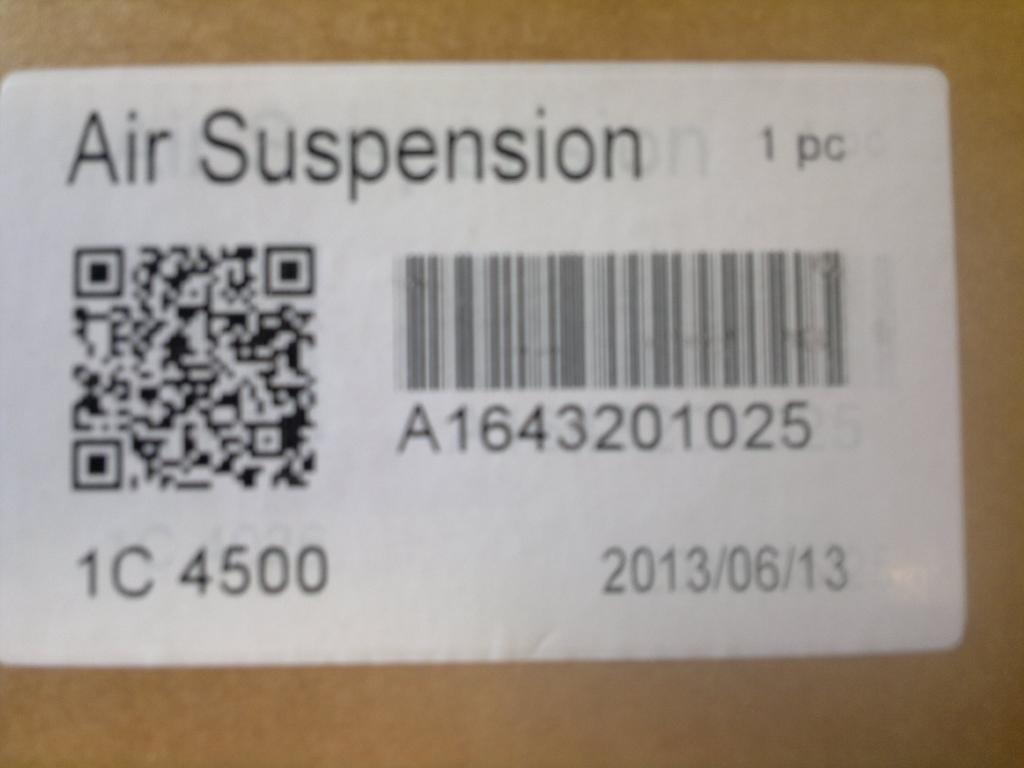 Air Suspension 1 pc
A1643201025
1C 4500 2013/06/13